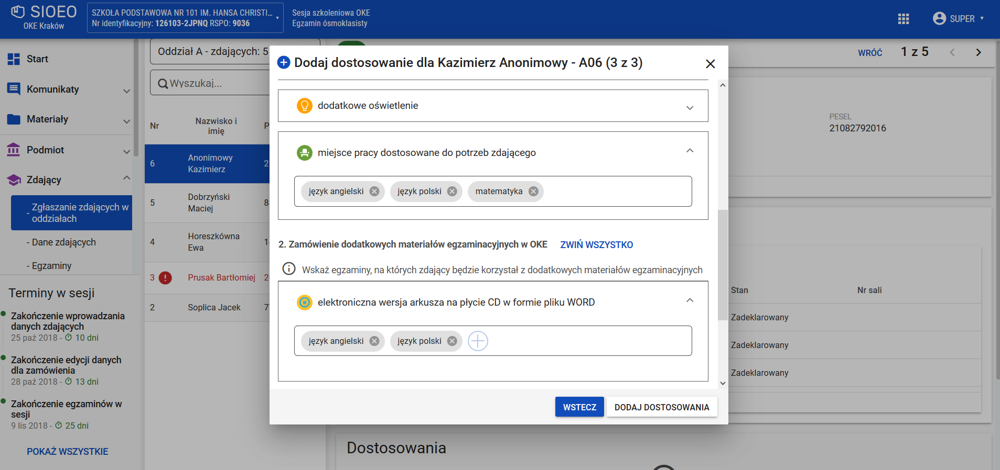 SIOEO
OKE Kraków
SZKOŁA PODSTAWOWA NR 101 IM. HANSA CHRISTI...
Nr identyfikacyjny: 126103-2JPNQ RSPO: 9036
Sesja szkoleniowa OKE
Egzamin ósmoklasisty
SUPER
Start
Komunikaty
Materiały
Podmiot
Zdający
- Zgłaszanie zdających w
oddziałach
- Dane zdających
- Egzaminy
Terminy w sesji
Zakończenie wprowadzania
danych zdających
25 paź 2018 - 10 dni
Zakończenie edycji danych
dla zamówienia
28 paź 2018 - 13 dni
Zakończenie egzaminów w
sesji
9 lis 2018 - 25 dni
POKAŻ WSZYSTKIE
Oddział A - zdających: 5
Wyszukaj...
Nr
Nazwisko i
imię
P
6
Anonimowy
Kazimierz
2
5
Dobrzyński
Maciej
8
4
Horeszkówna
Ewa
1
3
Prusak Bartłomiej
2
2
Soplica Jacek
7
Dodaj dostosowanie dla Kazimierz Anonimowy - A06 (3 z 3)
dodatkowe oświetlenie
miejsce pracy dostosowane do potrzeb zdającego
język angielski
język polski
matematyka
2. Zamówienie dodatkowych materiałów egzaminacyjnych w OKE
ZWIŃ WSZYSTKO
Wskaż egzaminy, na których zdający będzie korzystał z dodatkowych materiałów egzaminacyjnych
W
elektroniczna wersja arkusza na płycie CD w formie pliku WORD
język angielski
język polski
WSTECZ
DODAJ DOSTOSOWANIA
WRÓĆ
1 z 5
PESEL
21082792016
Stan
Nr sali
Zadeklarowany
Zadeklarowany
Zadeklarowany
Dostosowania